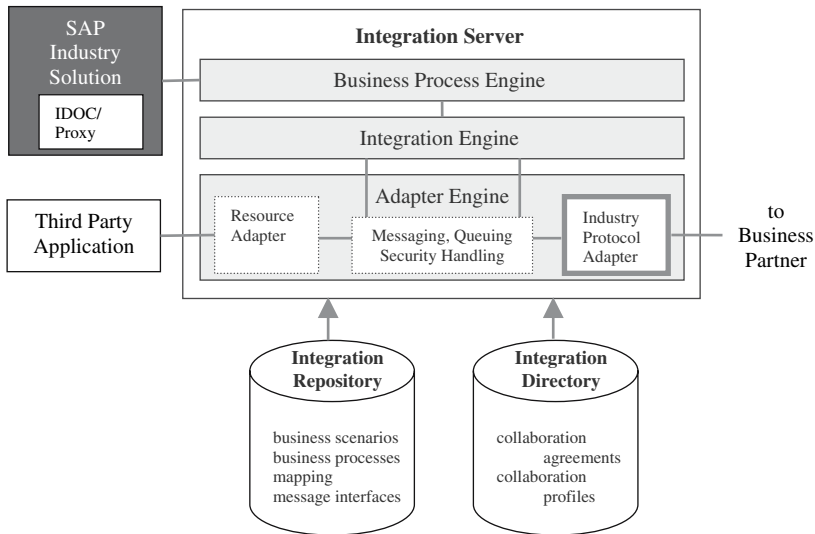 SAP
Industry
Solution
IDOC/
Proxy
Integration Server
Business Process Engine
Integration Engine
Adapter Engine
Third Party
Application
Resource
Adapter
Messaging, Queuing
Security Handling
Industry
Protocol
Adapter
to
Business
Partner
Integration
Repository
business scenarios
business processes
mapping
message interfaces
Integration
Directory
collaboration
agreements
collaboration
profiles